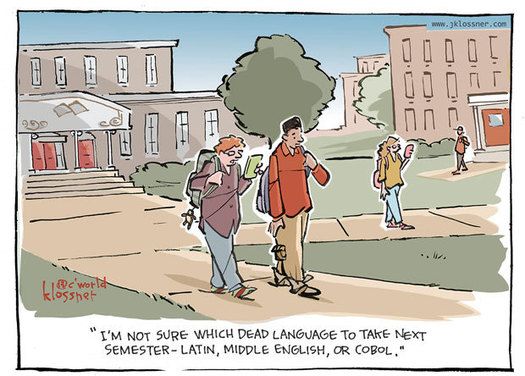 www.jklossner.com
@c'world
klossner
"I'M NOT SURE WHICH DEAD LANGUAGE TO TAKE NEXT
SEMESTER - LATIN, MIDDLE ENGLISH, OR COBOL."